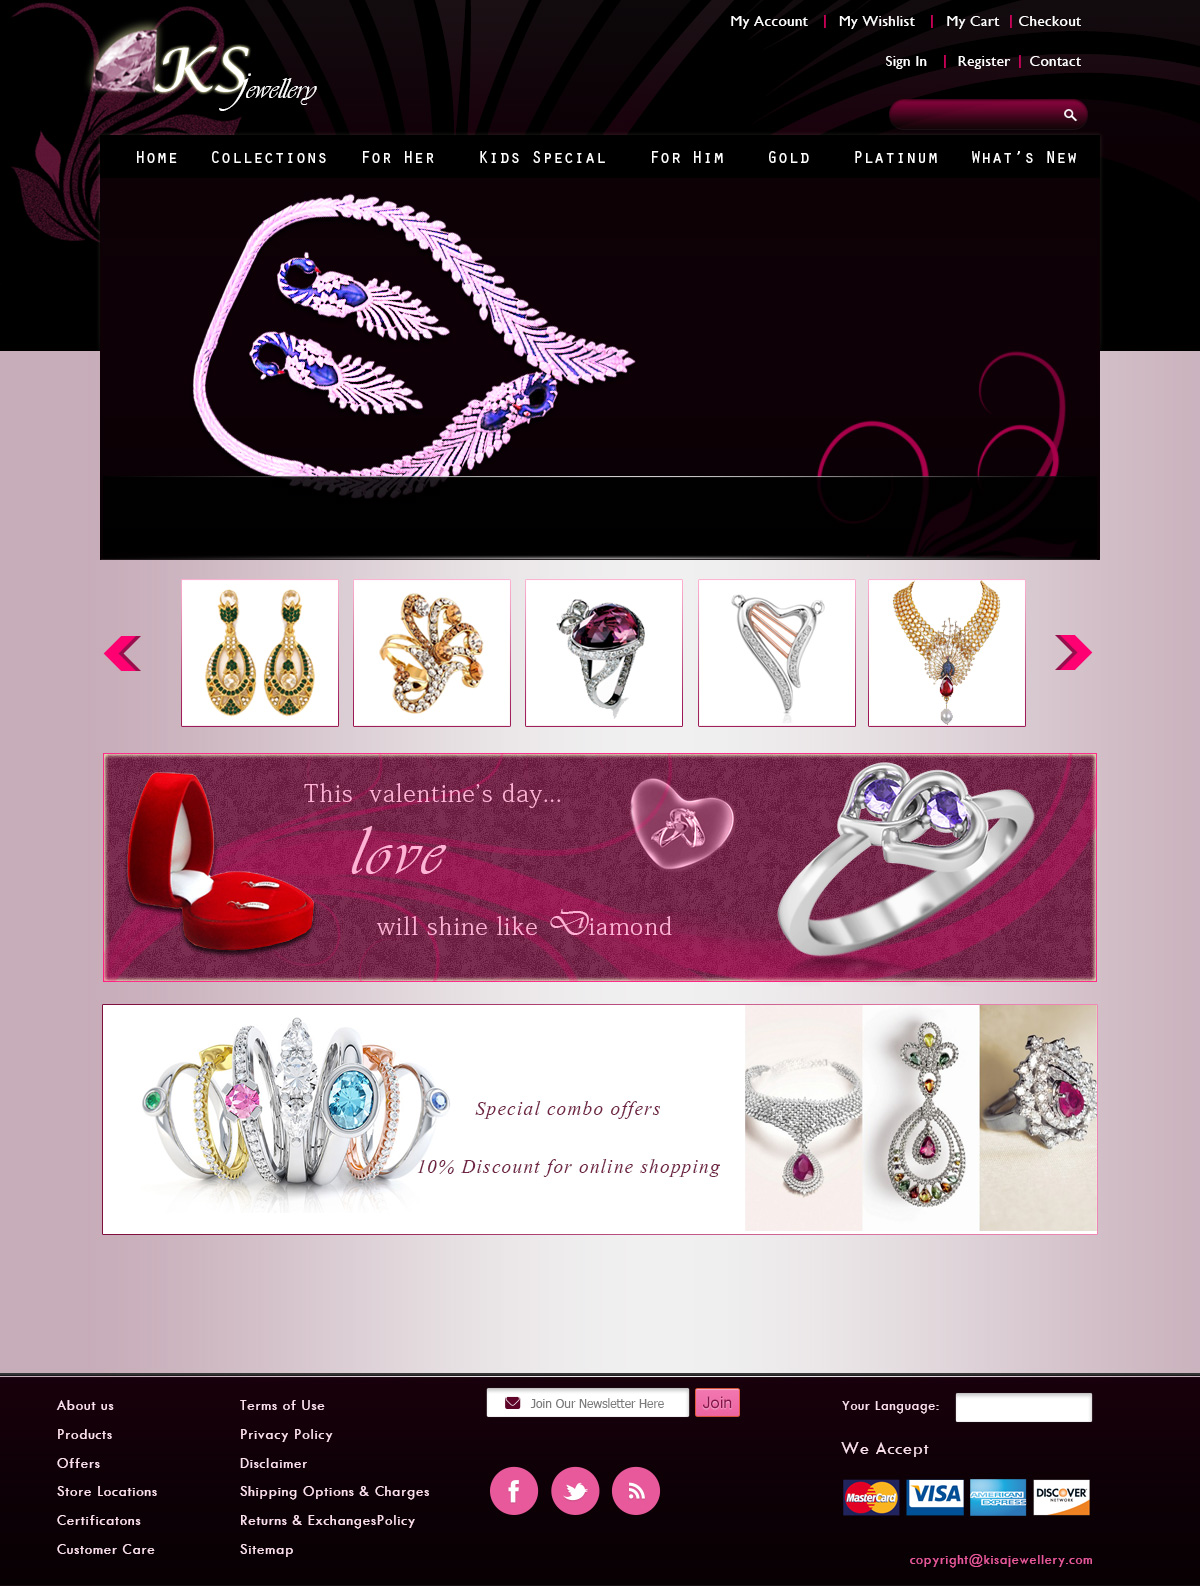 My Account | My Wishlist | My Cart | Checkout
Sign In | Register | Contact
KS jewellery
Home Collections For Her Kids Special For Him Gold Platinum What's New
This valentine's day...
love
will shine like Diamond
Special combo offers
10% Discount for online shopping
About us
Products
Offers
Store Locations
Certificatons
Customer Care
Terms of Use
Privacy Policy
Disclaimer
Shipping Options & Charges
Returns & ExchangesPolicy
Sitemap
Join Our Newsletter Here Join
Your Language:
We Accept
MasterCard VISA AMERICAN EXPRESS DISCOVER NETWORK
copyright@kisajewellery.com